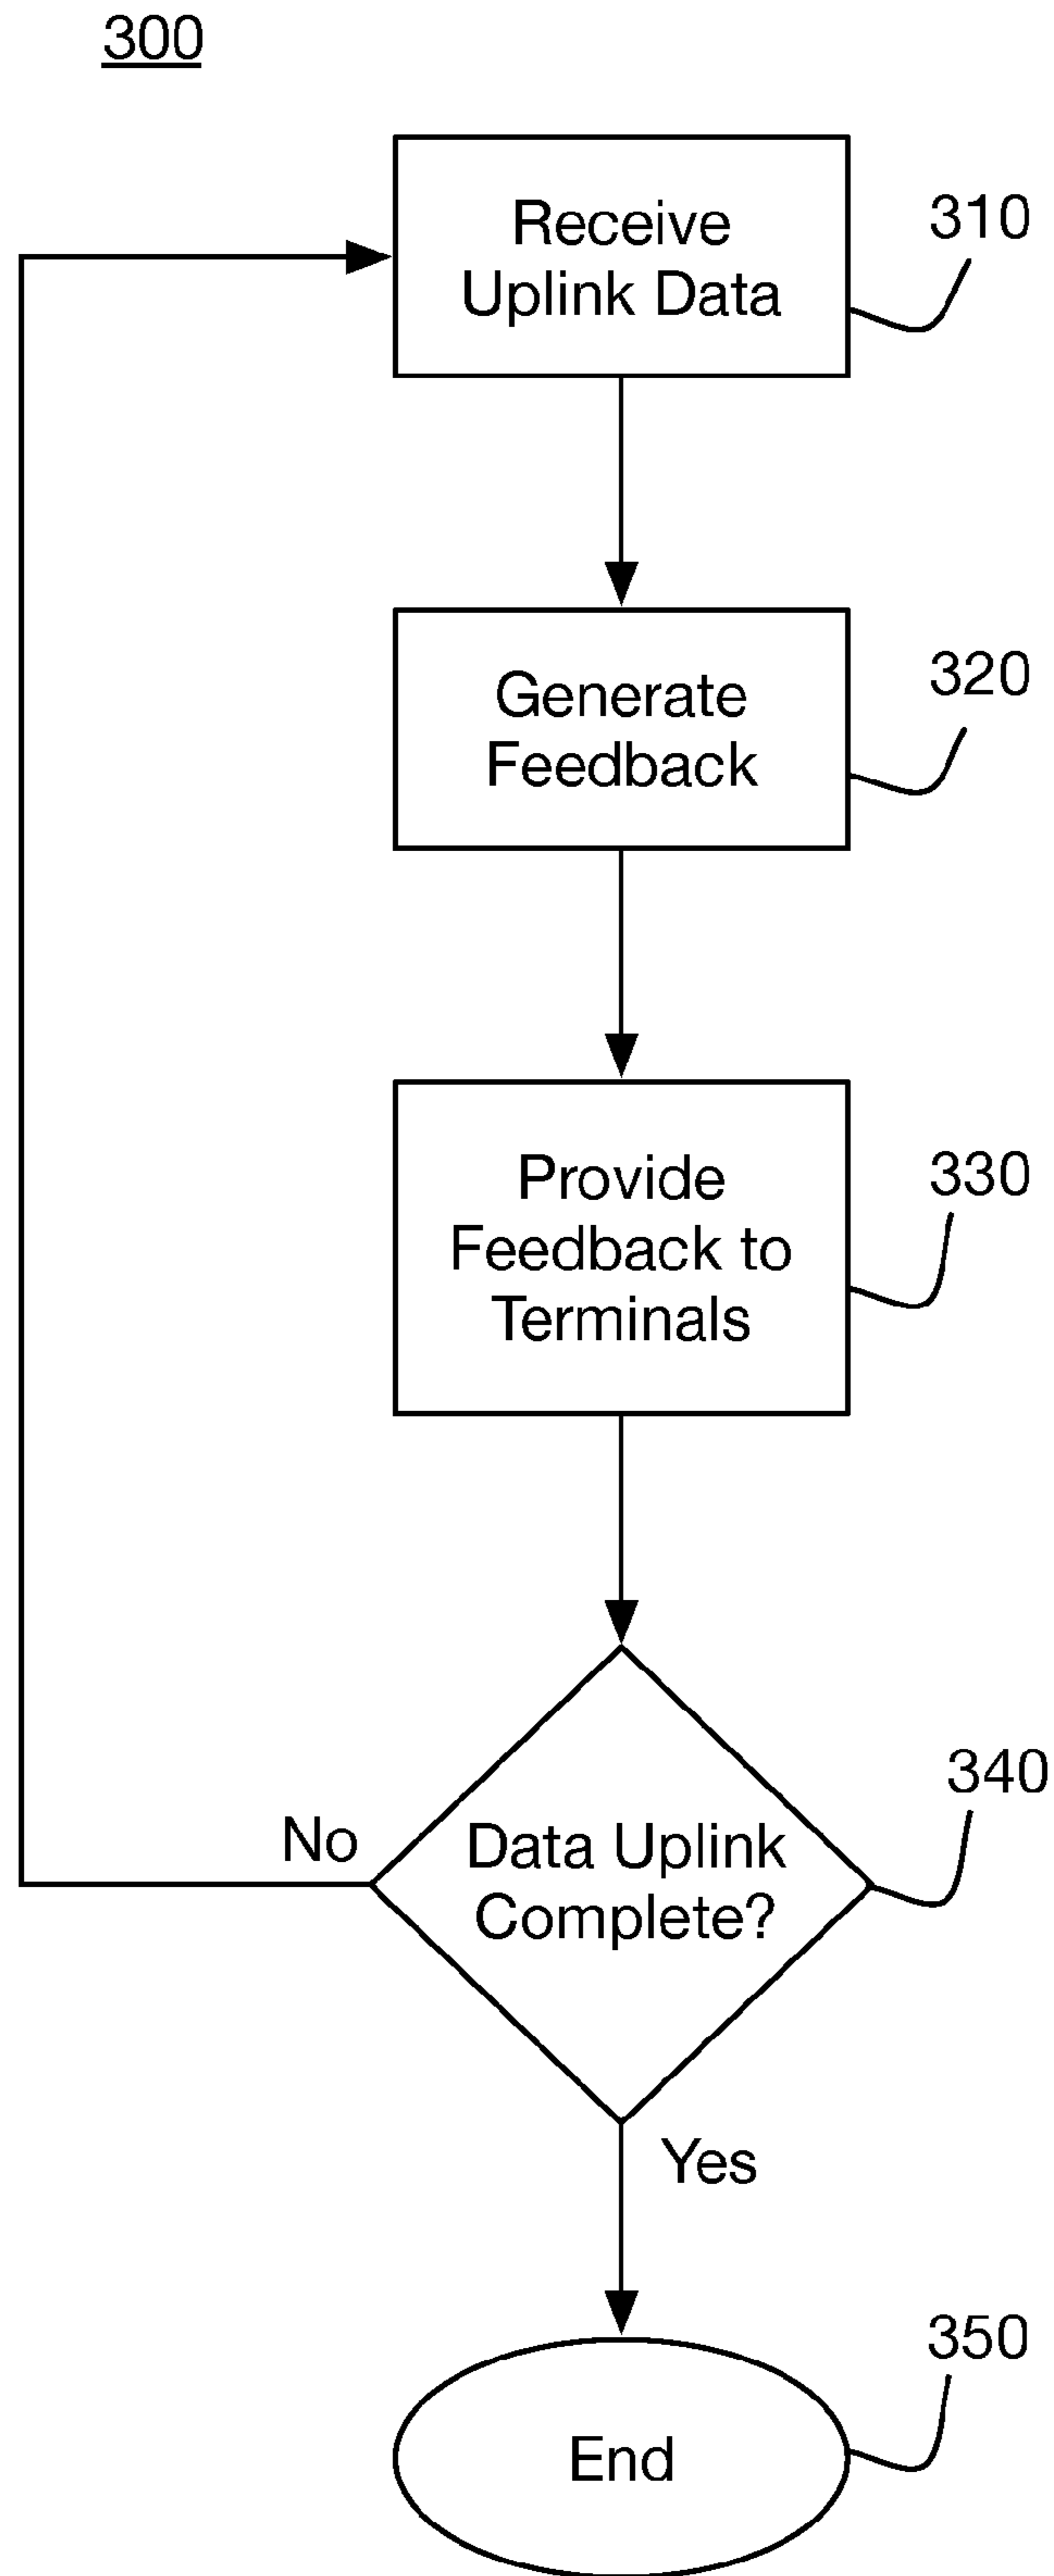 300
Receive
Uplink Data
310
Generate
Feedback
320
Provide
Feedback to
Terminals
330
Data Uplink
Complete?
340
No
Yes
End
350